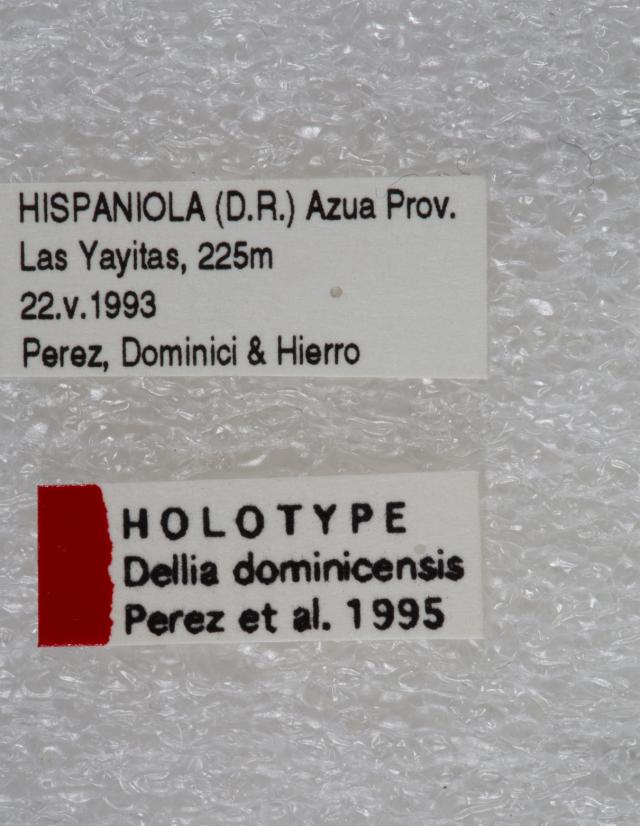 HISPANIOLA (D.R.) Azua Prov.
Las Yayitas, 225m
22.v.1993
Perez, Dominici & Hierro
HOLOTYPE
Dellia dominicensis
Perez et al. 1995